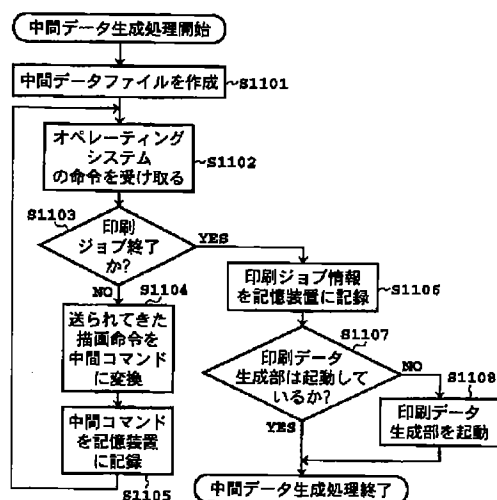 中間データ生成処理開始
中間データファイルを作成
~S1101
オペレーティング
システム
の命令を受け取る
~S1102
S1103
印刷
ジョブ終了
か?
YES
NO
S1104
送られてきた
描画命令を
中間コマンド
に変換
中間コマンド
を記憶装置
に記録
S1105
印刷ジョブ情報
を記憶装置に記録
~S1106
S1107
印刷データ
生成部は起動して
いるか?
NO
YES
S1108
印刷データ
生成部を起動
中間データ生成処理終了